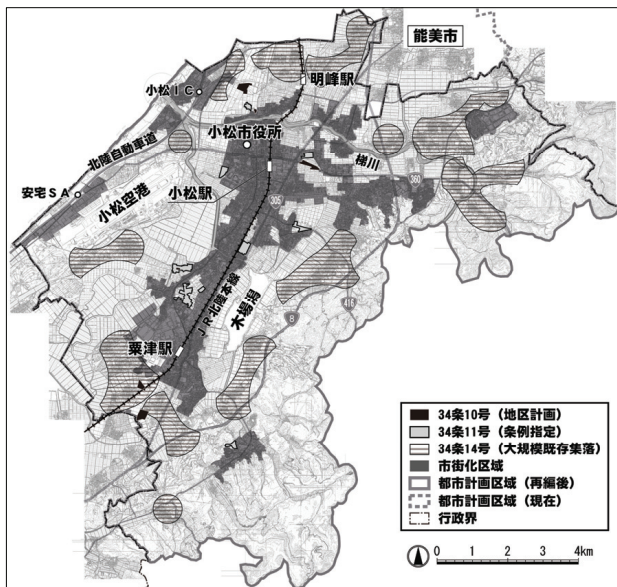 能美市
明峰駅
小松IC
小松市役所
北陸自動車道
梯川
安宅SA
小松空港
小松駅
360
305
JR北陸本線
木場潟
416
8
粟津駅
34条10号（地区計画）
34条11号（条例指定）
34条14号（大規模既存集落）
市街化区域
都市計画区域（再編後）
都市計画区域（現在）
行政界
0 1 2 3 4km